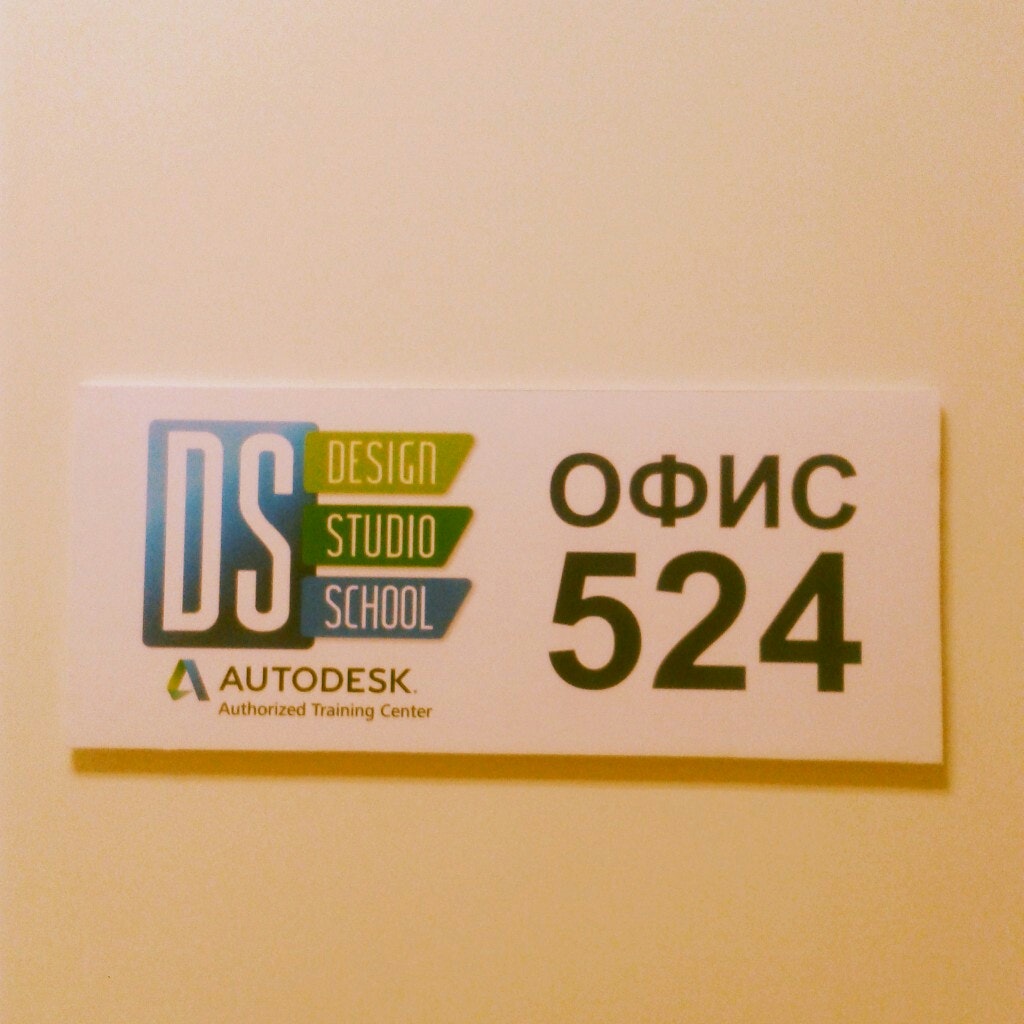 DS
DESIGN
STUDIO
SCHOOL
AUTODESK.
Authorized Training Center
ОФИС
524